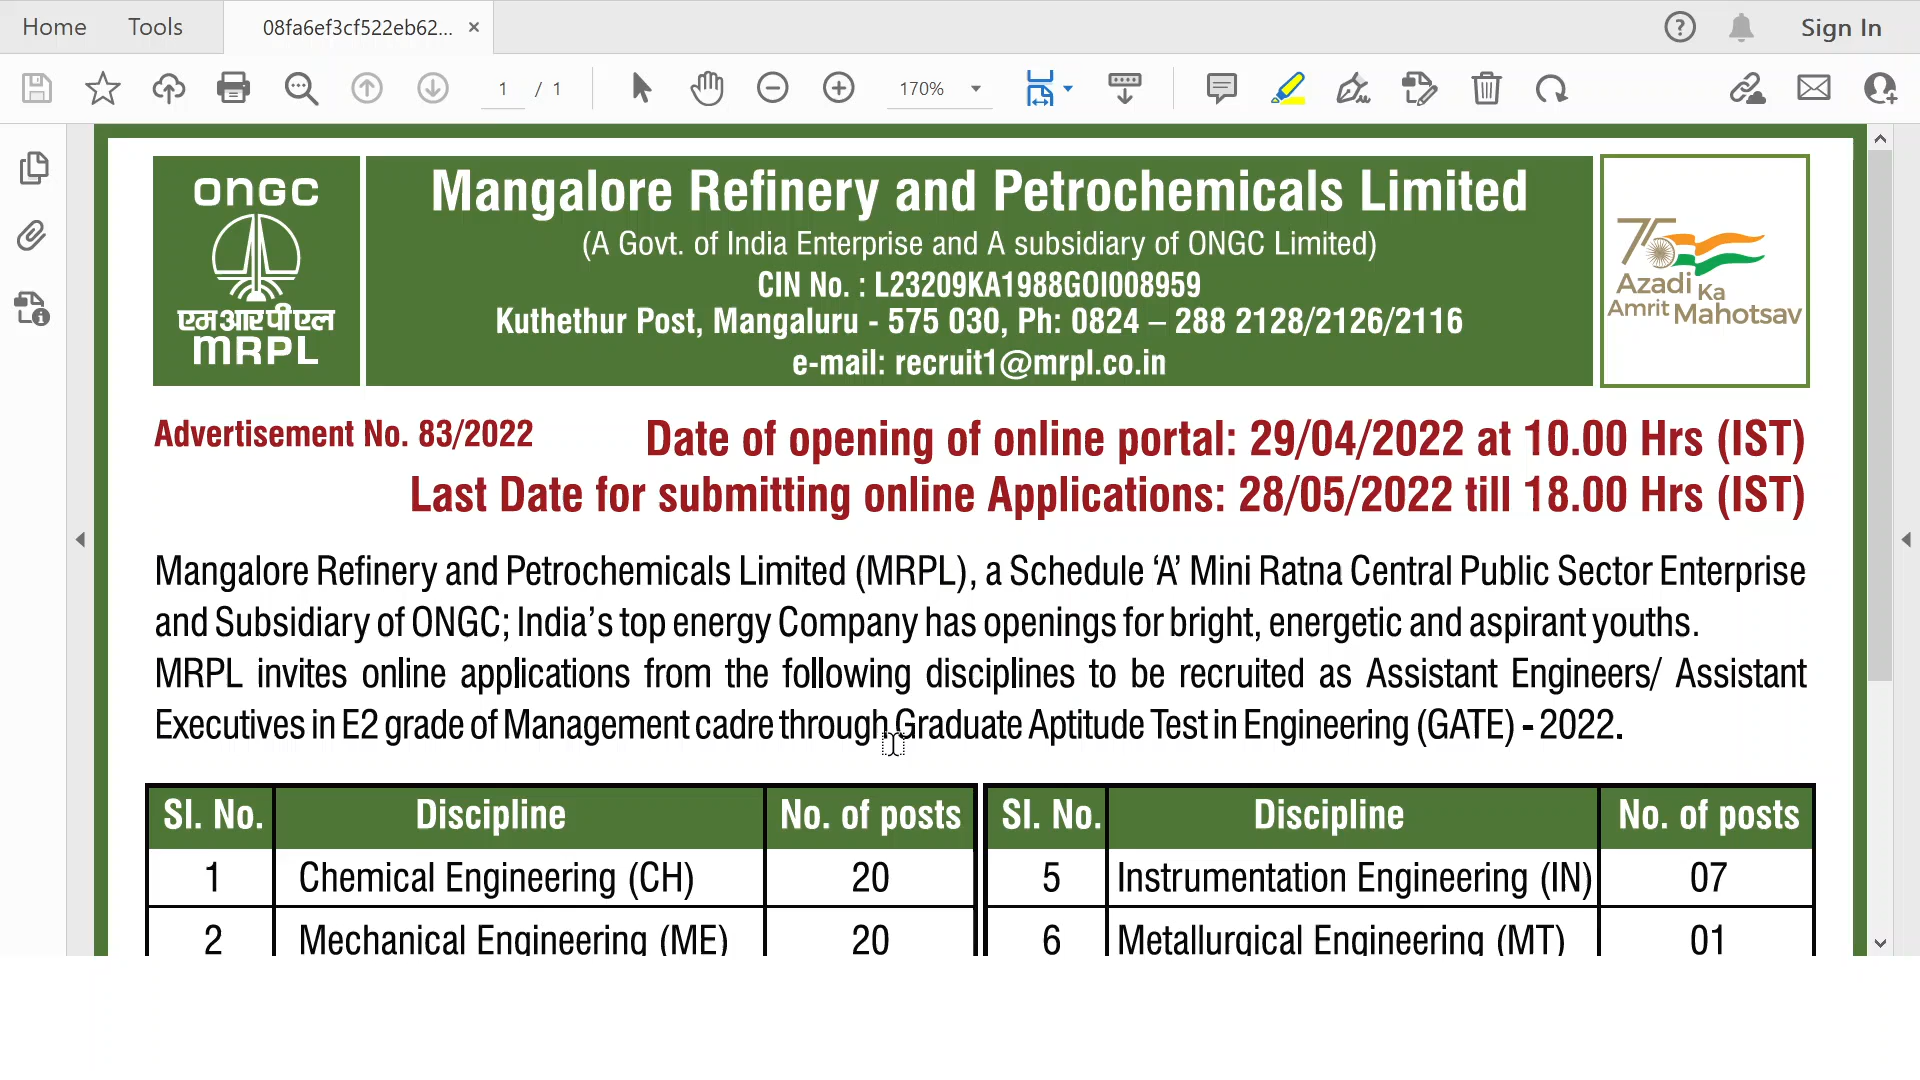 Home Tools 08fa6ef3cf522eb62... × Sign In
1 / 1 170%
ONGC
एमआरपीएल
MRPL
Mangalore Refinery and Petrochemicals Limited
(A Govt. of India Enterprise and A subsidiary of ONGC Limited)
CIN No. : L23209KA1988GOI008959
Kuthethur Post, Mangaluru - 575 030, Ph: 0824 – 288 2128/2126/2116
e-mail: recruit1@mrpl.co.in
75
Azadi Ka
Amrit Mahotsav
Advertisement No. 83/2022 Date of opening of online portal: 29/04/2022 at 10.00 Hrs (IST)
Last Date for submitting online Applications: 28/05/2022 till 18.00 Hrs (IST)
Mangalore Refinery and Petrochemicals Limited (MRPL), a Schedule ‘A’ Mini Ratna Central Public Sector Enterprise
and Subsidiary of ONGC; India’s top energy Company has openings for bright, energetic and aspirant youths.
MRPL invites online applications from the following disciplines to be recruited as Assistant Engineers/ Assistant
Executives in E2 grade of Management cadre through Graduate Aptitude Test in Engineering (GATE) - 2022.
Sl. No. Discipline No. of posts Sl. No. Discipline No. of posts
1 Chemical Engineering (CH) 20 5 Instrumentation Engineering (IN) 07
2 Mechanical Engineering (ME) 20 6 Metallurgical Engineering (MT) 01